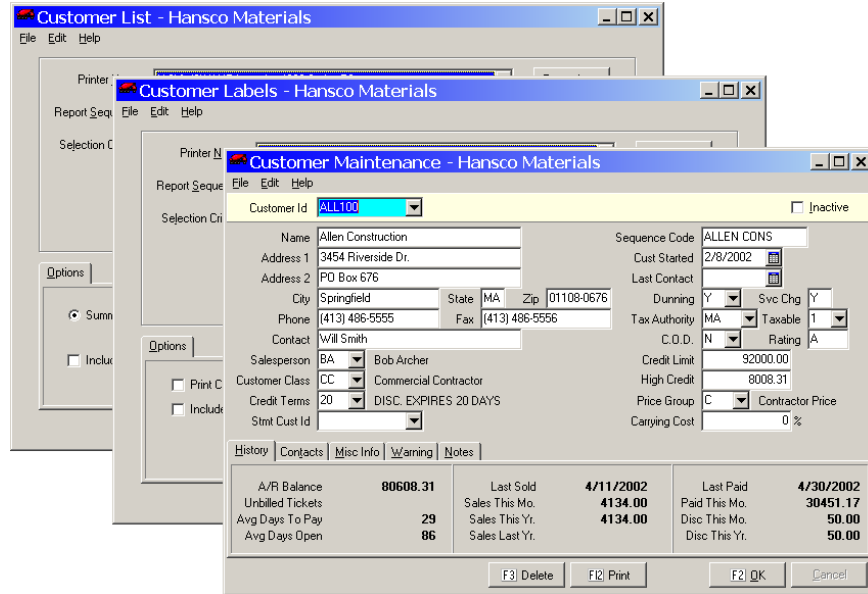 Customer List - Hansco Materials
File Edit Help
Printer
Report Sequ
Selection C
Options
Summ
Includ
Customer Labels - Hansco Materials
File Edit Help
Printer N
Report Seque
Selection Cri
Options
Print C
Include
Customer Maintenance - Hansco Materials
File Edit Help
Customer Id ALL100 Inactive
Name Allen Construction Sequence Code ALLEN CONS
Address 1 3454 Riverside Dr. Cust Started 2/8/2002
Address 2 PO Box 676 Last Contact
City Springfield State MA Zip 01108-0676 Dunning Y Svc Chg Y
Phone (413) 486-5555 Fax (413) 486-5556 Tax Authority MA Taxable 1
Contact Will Smith C.O.D. N Rating A
Salesperson BA Bob Archer Credit Limit 92000.00
Customer Class CC Commercial Contractor High Credit 8008.31
Credit Terms 20 DISC. EXPIRES 20 DAYS Price Group C Contractor Price
Stmt Cust Id Carrying Cost 0 %
History Contacts Misc Info Warning Notes
A/R Balance 80608.31 Last Sold 4/11/2002 Last Paid 4/30/2002
Unbilled Tickets Sales This Mo. 4134.00 Paid This Mo. 30451.17
Avg Days To Pay 29 Sales This Yr. 4134.00 Disc This Mo. 50.00
Avg Days Open 86 Sales Last Yr. Disc This Yr. 50.00
F3 Delete F12 Print F2 OK Cancel